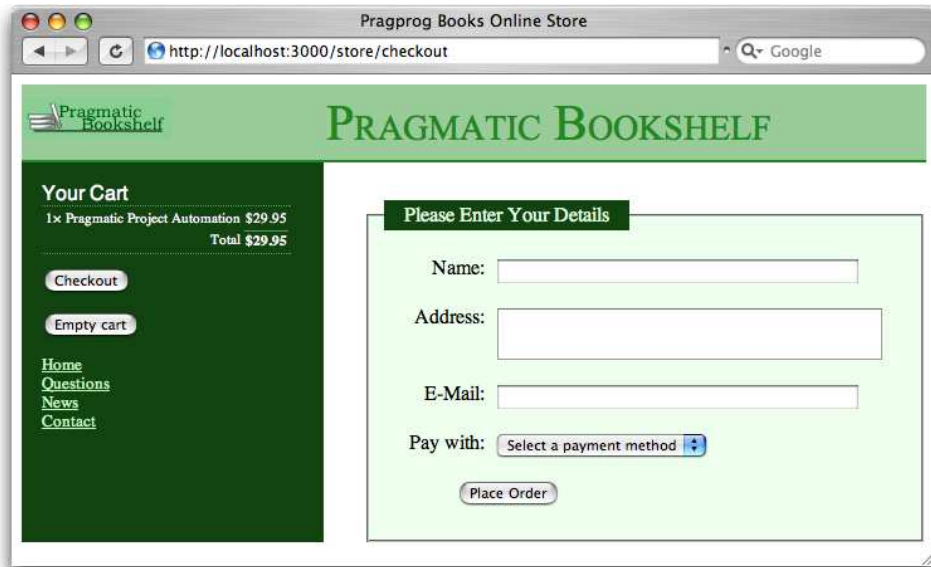 Pragprog Books Online Store
http://localhost:3000/store/checkout
Google
Pragmatic
Bookshelf
PRAGMATIC BOOKSHELF
Your Cart
1x Pragmatic Project Automation $29.95
Total $29.95
Checkout
Empty cart
Home
Questions
News
Contact
Please Enter Your Details
Name:
Address:
E-Mail:
Pay with: Select a payment method
Place Order